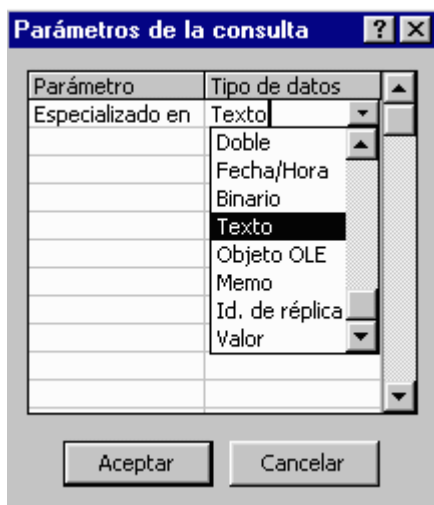 Parámetros de la consulta
Parámetro Tipo de datos
Especializado en Texto
Doble
Fecha/Hora
Binario
Texto
Objeto OLE
Memo
Id. de réplica
Valor
Aceptar Cancelar